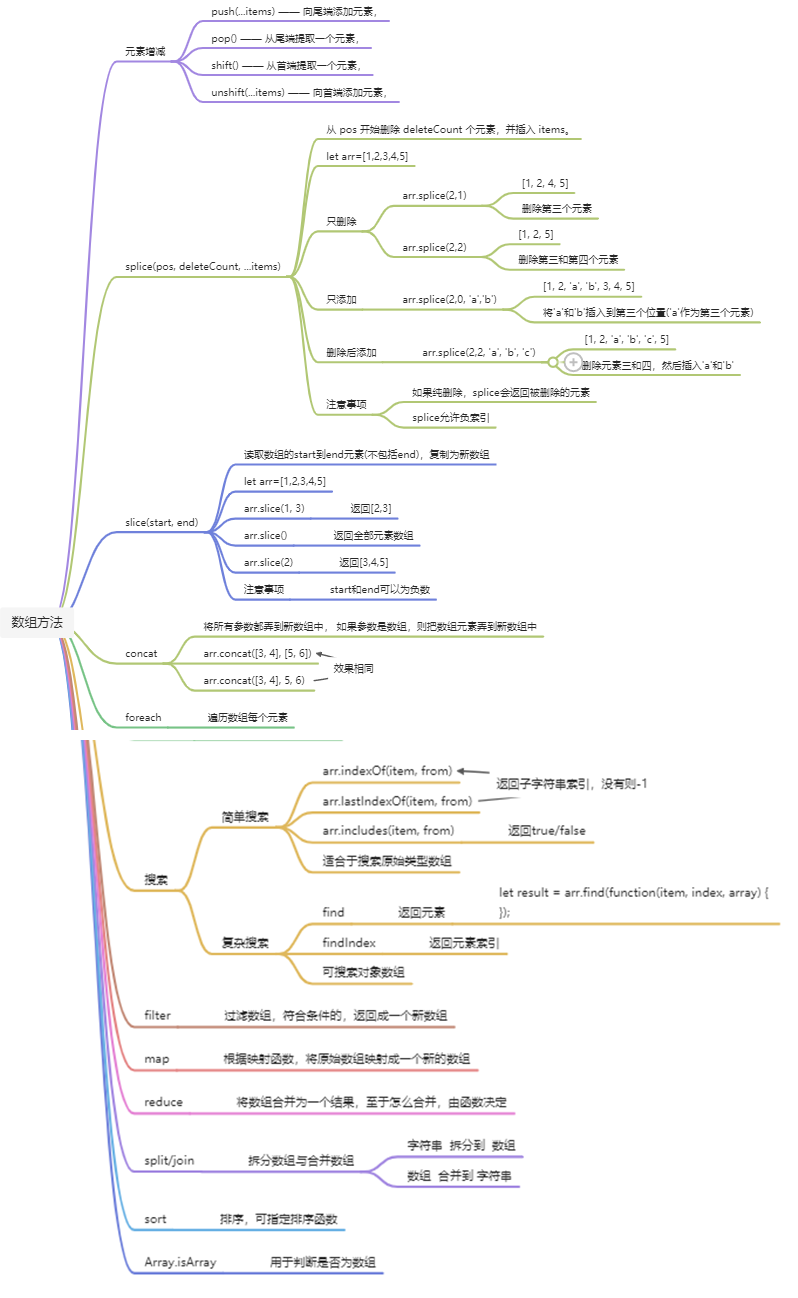 数组方法
元素增减
push(...items) —— 向尾端添加元素，
pop() —— 从尾端提取一个元素，
shift() —— 从首端提取一个元素，
unshift(...items) —— 向首端添加元素，
splice(pos, deleteCount, ...items)
从 pos 开始删除 deleteCount 个元素，并插入 items。
let arr=[1,2,3,4,5]
只删除
arr.splice(2,1)
[1, 2, 4, 5]
删除第三个元素
arr.splice(2,2)
[1, 2, 5]
删除第三和第四个元素
只添加
arr.splice(2,0, 'a','b')
[1, 2, 'a', 'b', 3, 4, 5]
将'a'和'b'插入到第三个位置('a'作为第三个元素)
删除后添加
arr.splice(2,2, 'a', 'b', 'c')
[1, 2, 'a', 'b', 'c', 5]
删除元素三和四，然后插入'a'和'b'
注意事项
如果纯删除，splice会返回被删除的元素
splice允许负索引
slice(start, end)
读取数组的start到end元素(不包括end)，复制为新数组
let arr=[1,2,3,4,5]
arr.slice(1, 3)
返回[2,3]
arr.slice()
返回全部元素数组
arr.slice(2)
返回[3,4,5]
注意事项
start和end可以为负数
concat
将所有参数都弄到新数组中， 如果参数是数组，则把数组元素弄到新数组中
arr.concat([3, 4], [5, 6])
arr.concat([3, 4], 5, 6)
效果相同
foreach
遍历数组每个元素
搜索
简单搜索
arr.indexOf(item, from)
arr.lastIndexOf(item, from)
返回子字符串索引，没有则-1
arr.includes(item, from)
返回true/false
适合于搜索原始类型数组
复杂搜索
find
返回元素
let result = arr.find(function(item, index, array) {
});
findIndex
返回元素索引
可搜索对象数组
filter
过滤数组，符合条件的，返回成一个新数组
map
根据映射函数，将原始数组映射成一个新的数组
reduce
将数组合并为一个结果，至于怎么合并，由函数决定
split/join
拆分数组与合并数组
字符串 拆分到 数组
数组 合并到 字符串
sort
排序，可指定排序函数
Array.isArray
用于判断是否为数组